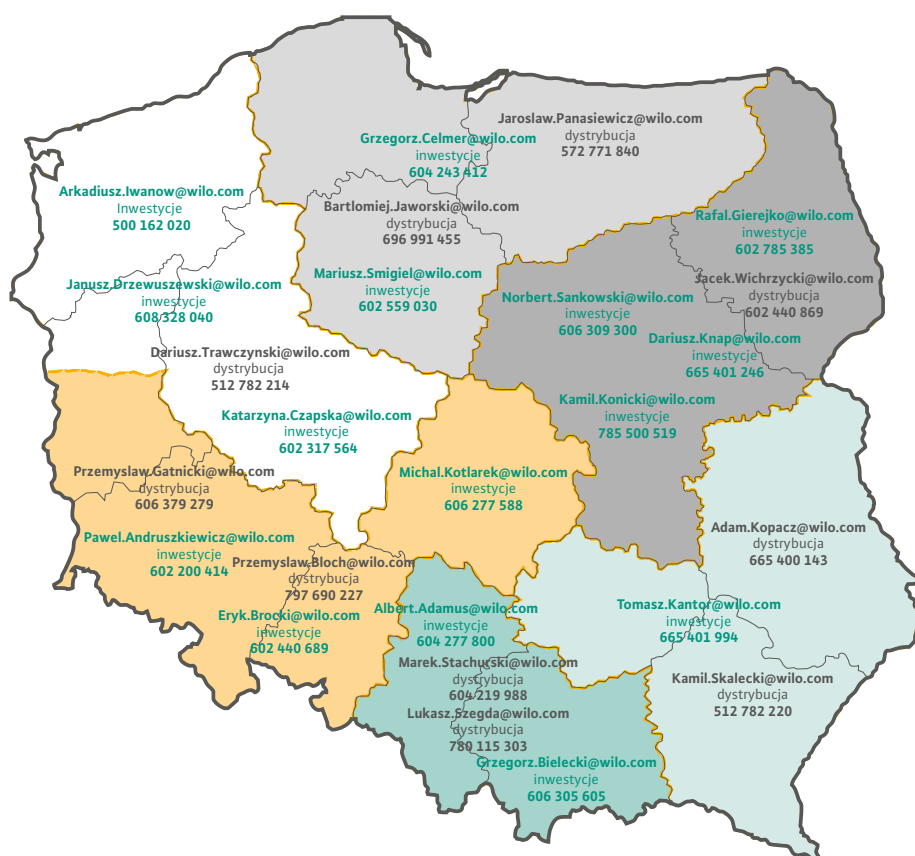 Jaroslaw.Panasiewicz@wilo.com
dystrybucja
572 771 840
Grzegorz.Celmer@wilo.com
inwestycje
604 243 412
Arkadiusz.Iwanow@wilo.com
Inwestycje
500 162 020
Bartlomiej.Jaworski@wilo.com
dystrybucja
696 991 455
Rafal.Gierejko@wilo.com
inwestycje
602 785 385
Janusz.Drzewuszewski@wilo.com
inwestycje
608 328 040
Mariusz.Smigiel@wilo.com
inwestycje
602 559 030
Norbert.Sankowski@wilo.com
inwestycje
606 309 300
Jacek.Wichrzycki@wilo.com
dystrybucja
602 440 869
Dariusz.Trawczynski@wilo.com
dystrybucja
512 782 214
Dariusz.Knap@wilo.com
inwestycje
665 401 246
Katarzyna.Czapska@wilo.com
inwestycje
602 317 564
Kamil.Konicki@wilo.com
inwestycje
785 500 519
Przemyslaw.Gatnicki@wilo.com
dystrybucja
606 379 279
Michal.Kotlarek@wilo.com
inwestycje
606 277 588
Pawel.Andruszkiewicz@wilo.com
inwestycje
602 200 414
Adam.Kopacz@wilo.com
dystrybucja
665 400 143
Przemyslaw.Bloch@wilo.com
dystrybucja
797 690 227
Eryk.Brocki@wilo.com
inwestycje
602 440 689
Albert.Adamus@wilo.com
inwestycje
604 277 800
Tomasz.Kantor@wilo.com
inwestycje
665 401 994
Marek.Stachurski@wilo.com
dystrybucja
604 219 988
Kamil.Skalecki@wilo.com
dystrybucja
512 782 220
Lukasz.Szegda@wilo.com
dystrybucja
780 115 303
Grzegorz.Bielecki@wilo.com
inwestycje
606 305 605